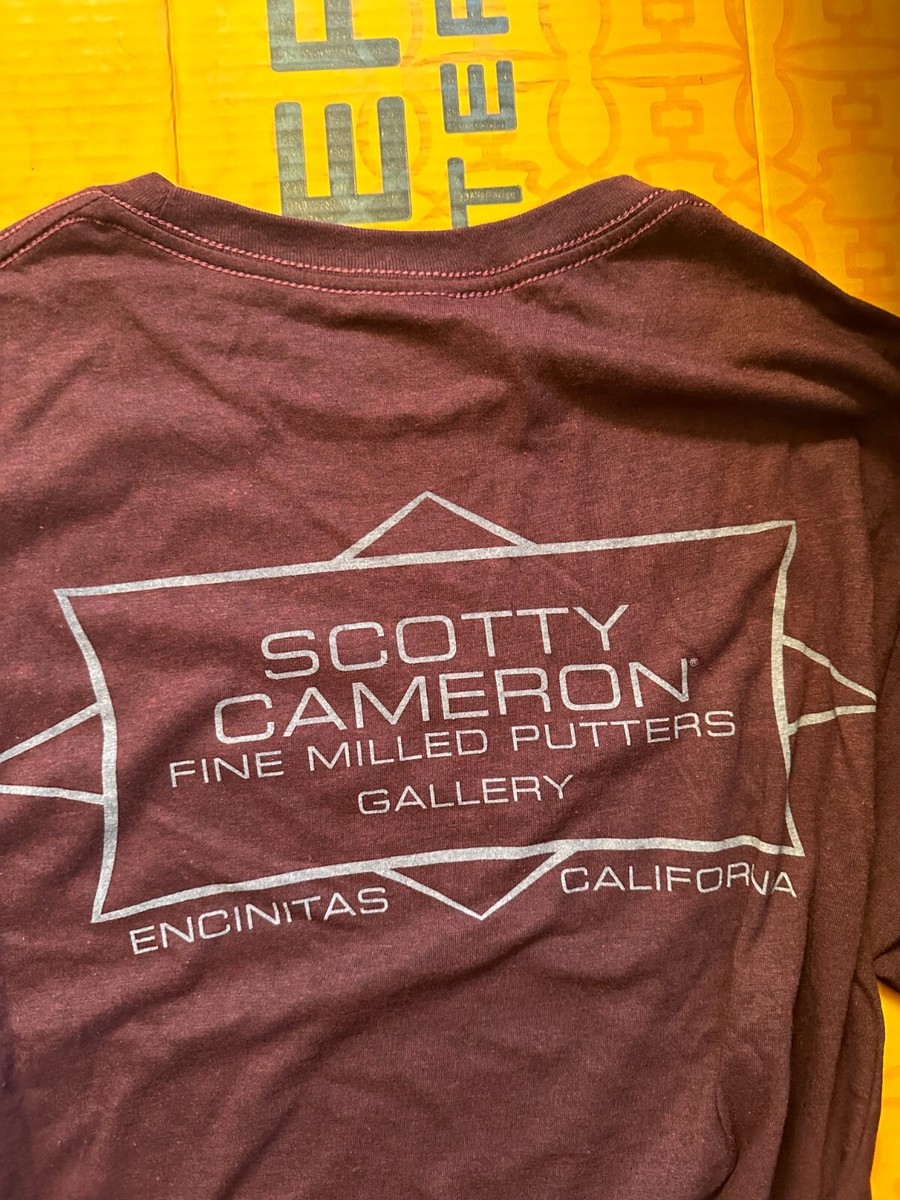 SCOTTY
CAMERON®
FINE MILLED PUTTERS
GALLERY
ENCINITAS CALIFORNIA